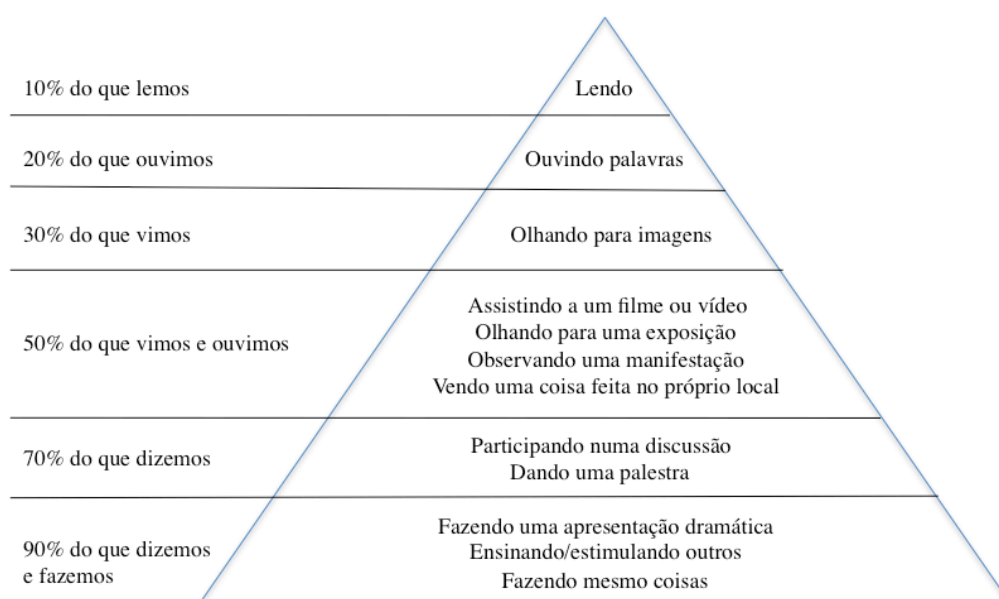 10% do que lemos
Lendo
20% do que ouvimos
Ouvindo palavras
30% do que vimos
Olhando para imagens
50% do que vimos e ouvimos
Assistindo a um filme ou vídeo
Olhando para uma exposição
Observando uma manifestação
Vendo uma coisa feita no próprio local
70% do que dizemos
Participando numa discussão
Dando uma palestra
90% do que dizemos
e fazemos
Fazendo uma apresentação dramática
Ensinando/estimulando outros
Fazendo mesmo coisas